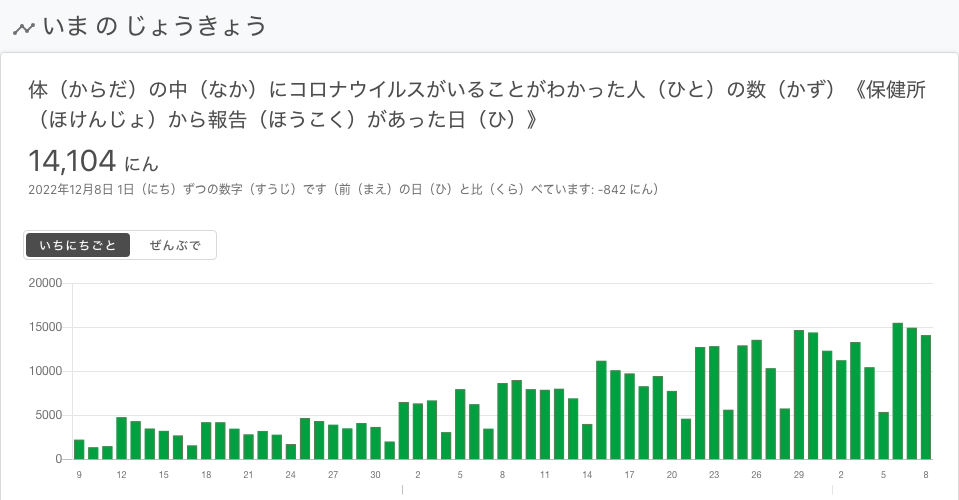 いま の じょうきょう
体（からだ）の中（なか）にコロナウイルスがいることがわかった人（ひと）の数（かず）《保健所
（ほけんじょ）から報告（ほうこく）があった日（ひ）》
14,104 にん
2022年12月8日 1日（にち）ずつの数字（すうじ）です（前（まえ）の日（ひ）と比（くら）べています: -842 にん）
いちにちごと ぜんぶで
20000
15000
10000
5000
0
9 12 15 18 21 24 27 30 2 5 8 11 14 17 20 23 26 29 2 5 8